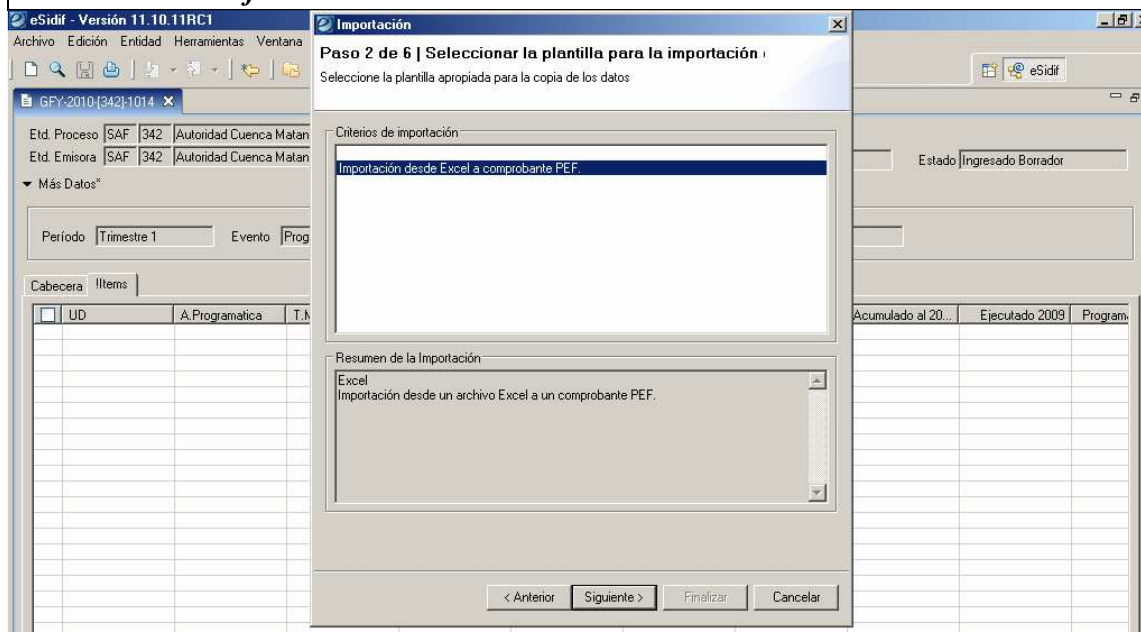 eSidif - Versión 11.10.11RC1
Archivo Edición Entidad Herramientas Ventana
eSidif
GFY-2010-[342]-1014
Etd. Proceso SAF 342 Autoridad Cuenca Matan
Etd. Emisora SAF 342 Autoridad Cuenca Matan
Estado Ingresado Borrador
Más Datos*
Período Trimestre 1 Evento Prog
Cabecera !Items
UD A.Programatica Acumulado al 20... Ejecutado 2009 Program
Importación
Paso 2 de 6 | Seleccionar la plantilla para la importación
Seleccione la plantilla apropiada para la copia de los datos
Criterios de importación
Importación desde Excel a comprobante PEF.
Resumen de la Importación
Excel
Importación desde un archivo Excel a un comprobante PEF.
< Anterior Siguiente > Finalizar Cancelar